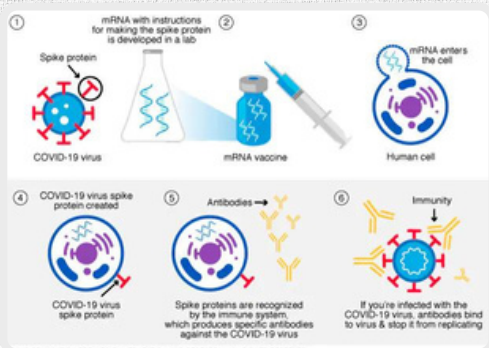 1
Spike protein
COVID-19 virus
mRNA with instructions
for making the spike protein
is developed in a lab
2
mRNA vaccine
3
mRNA enters
the cell
Human cell
4
COVID-19 virus spike
protein created
COVID-19 virus
spike protein
5
Antibodies
Spike proteins are recognized
by the immune system,
which produces specific antibodies
against the COVID-19 virus
6
Immunity
If you're infected with the
COVID-19 virus, antibodies bind
to virus & stop it from replicating